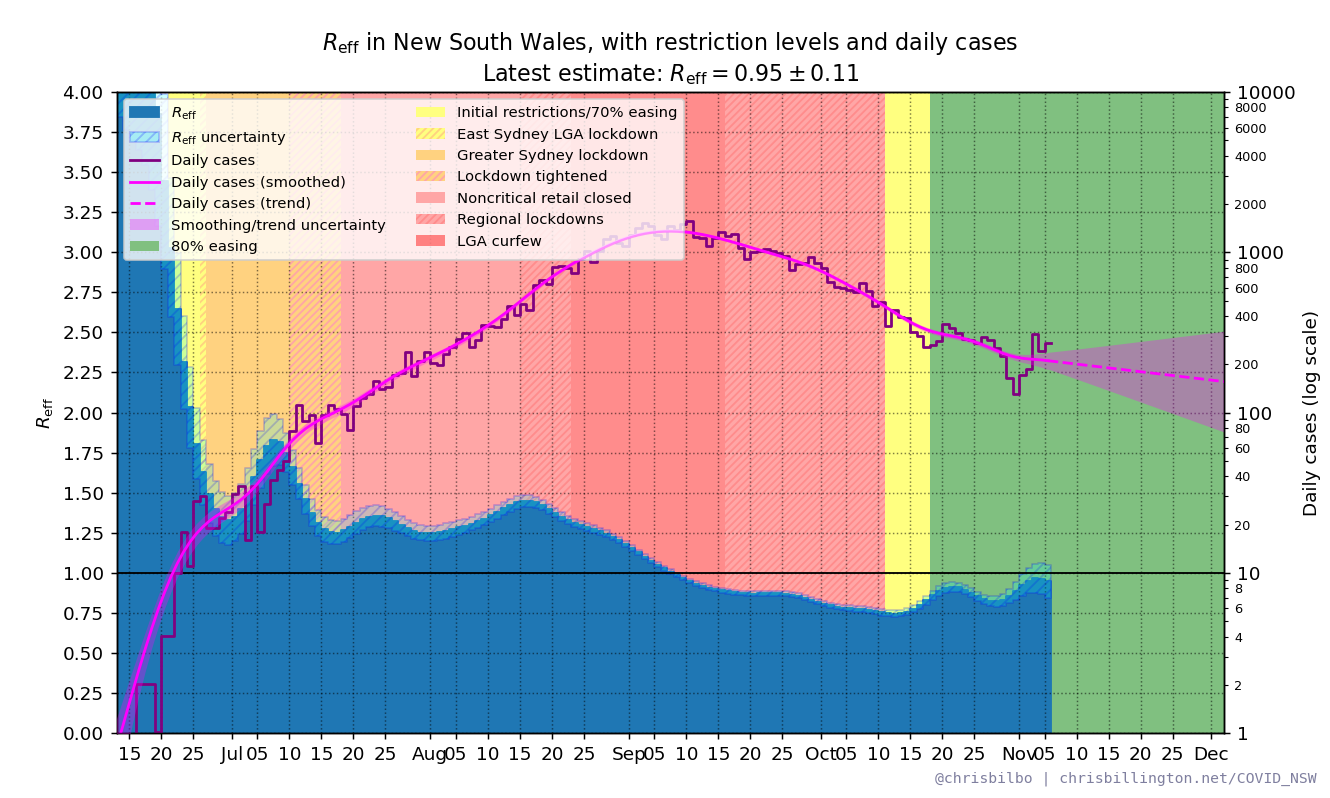 Reff in New South Wales, with restriction levels and daily cases
Latest estimate: Reff = 0.95 ± 0.11
Reff
Reff uncertainty
Daily cases
Daily cases (smoothed)
Daily cases (trend)
Smoothing/trend uncertainty
80% easing
Initial restrictions/70% easing
East Sydney LGA lockdown
Greater Sydney lockdown
Lockdown tightened
Noncritical retail closed
Regional lockdowns
LGA curfew
Reff
4.00
3.75
3.50
3.25
3.00
2.75
2.50
2.25
2.00
1.75
1.50
1.25
1.00
0.75
0.50
0.25
0.00
10000
8000
6000
4000
2000
1000
800
600
400
200
100
80
60
40
20
10
8
6
4
2
1
Daily cases (log scale)
15 20 25 Jul 05 10 15 20 25 Aug 05 10 15 20 25 Sep 05 10 15 20 25 Oct 05 10 15 20 25 Nov 05 10 15 20 25 Dec
@chrisbilbo | chrisbillington.net/COVID_NSW